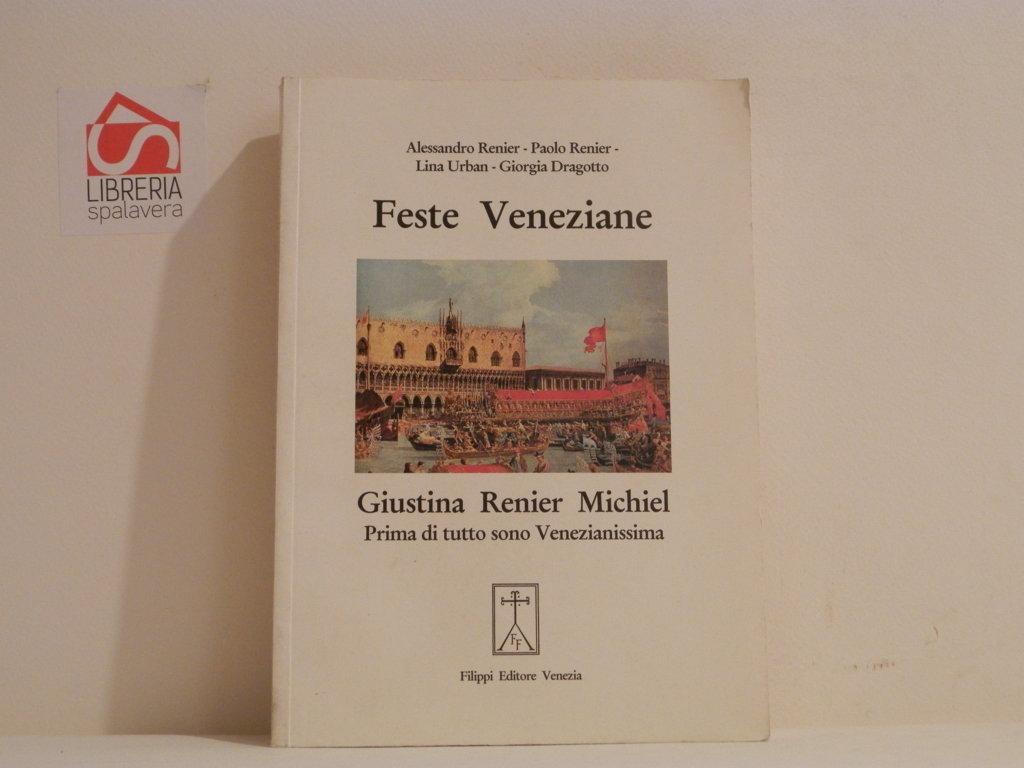 LIBRERIA
spalavera
Alessandro Renier - Paolo Renier -
Lina Urban - Giorgia Dragotto
Feste Veneziane
Giustina Renier Michiel
Prima di tutto sono Venezianissima
F F
Filippi Editore Venezia